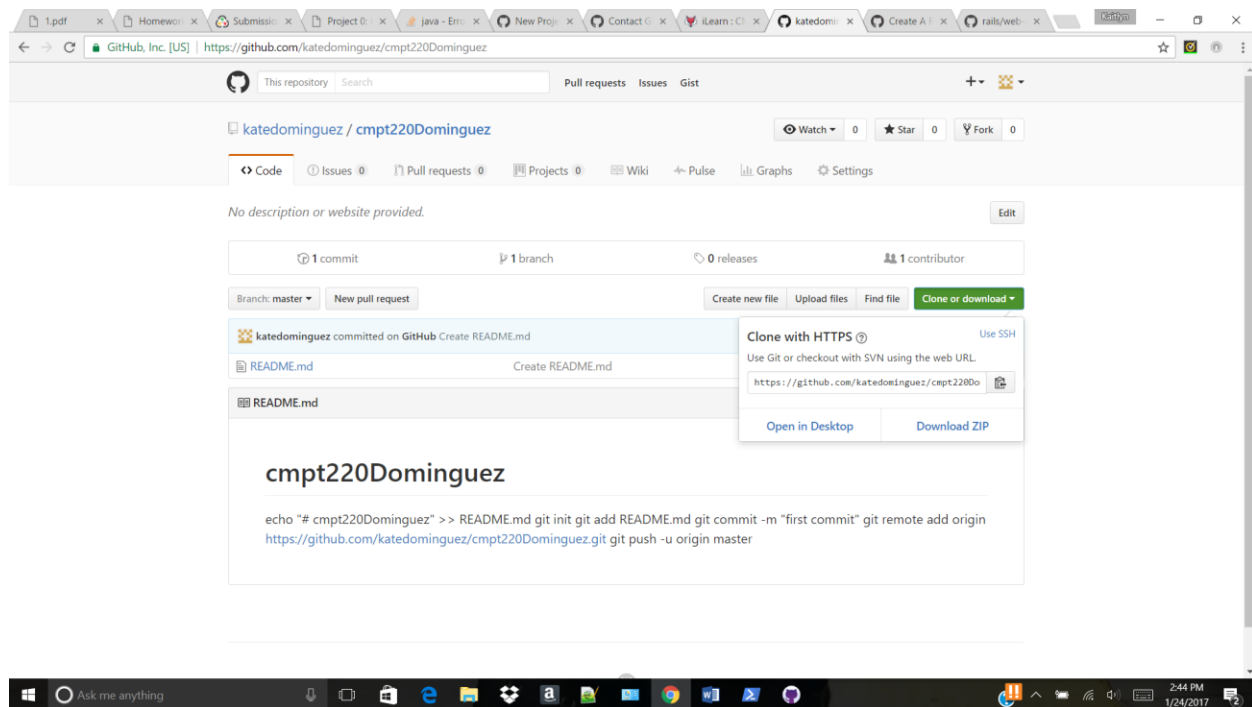 1.pdf Homewor Submissio Project 0: java - Erro New Proje Contact G iLearn : Ch katedomin Create A R rails/web- Kaitlyn
GitHub, Inc. [US] https://github.com/katedominguez/cmpt220Dominguez
This repository Search Pull requests Issues Gist
katedominguez / cmpt220Dominguez Watch 0 Star 0 Fork 0
Code Issues 0 Pull requests 0 Projects 0 Wiki Pulse Graphs Settings
No description or website provided. Edit
1 commit 1 branch 0 releases 1 contributor
Branch: master New pull request Create new file Upload files Find file Clone or download
katedominguez committed on GitHub Create README.md
README.md Create README.md
Clone with HTTPS Use SSH
Use Git or checkout with SVN using the web URL.
https://github.com/katedominguez/cmpt220Do
Open in Desktop Download ZIP
README.md
cmpt220Dominguez
echo "# cmpt220Dominguez" >> README.md git init git add README.md git commit -m "first commit" git remote add origin
https://github.com/katedominguez/cmpt220Dominguez.git git push -u origin master
Ask me anything 2:44 PM
1/24/2017